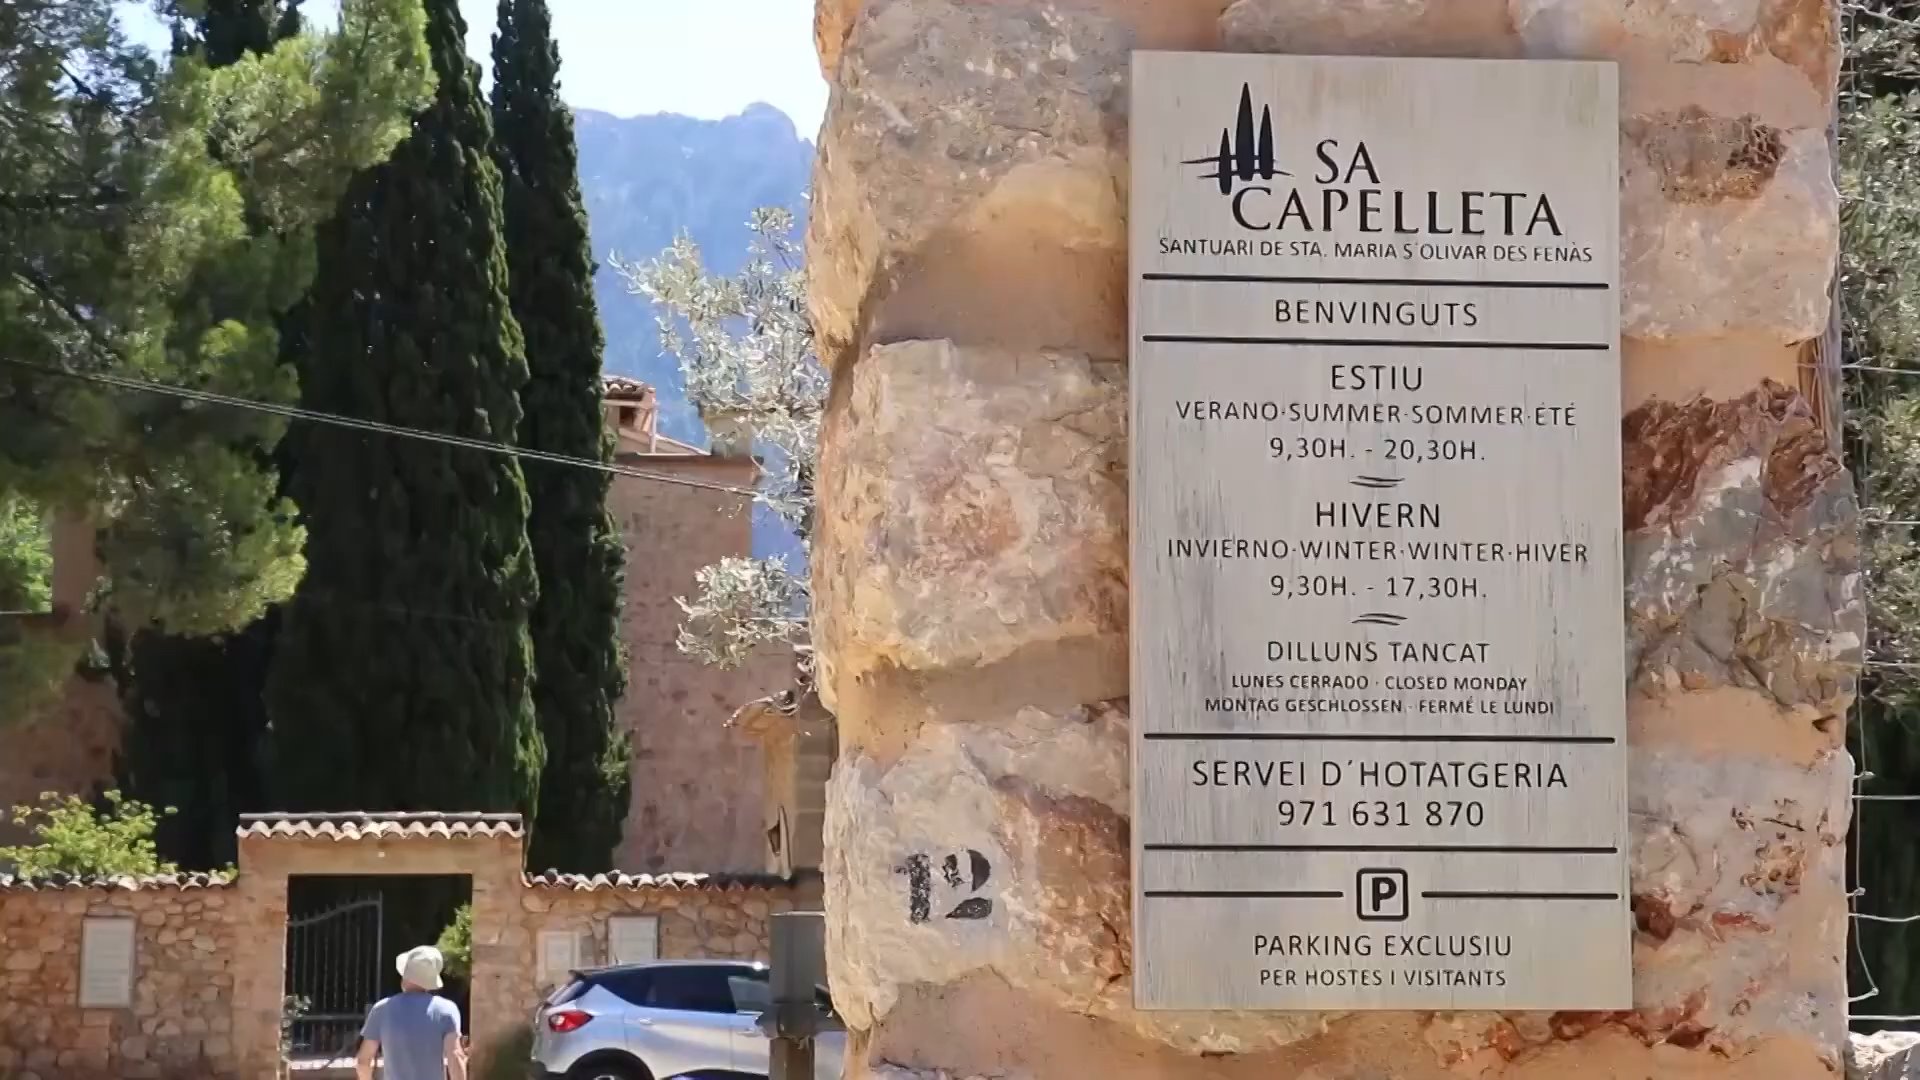 SA
CAPELLETA
SANTUARI DE STA. MARIA S'OLIVAR DES FENÀS
BENVINGUTS
ESTIU
VERANO·SUMMER·SOMMER·ÉTÉ
9,30H. - 20,30H.
HIVERN
INVIERNO·WINTER·WINTER·HIVER
9,30H. - 17,30H.
DILLUNS TANCAT
LUNES CERRADO · CLOSED MONDAY
MONTAG GESCHLOSSEN · FERMÉ LE LUNDI
SERVEI D´HOTATGERIA
971 631 870
P
PARKING EXCLUSIU
PER HOSTES I VISITANTS
12